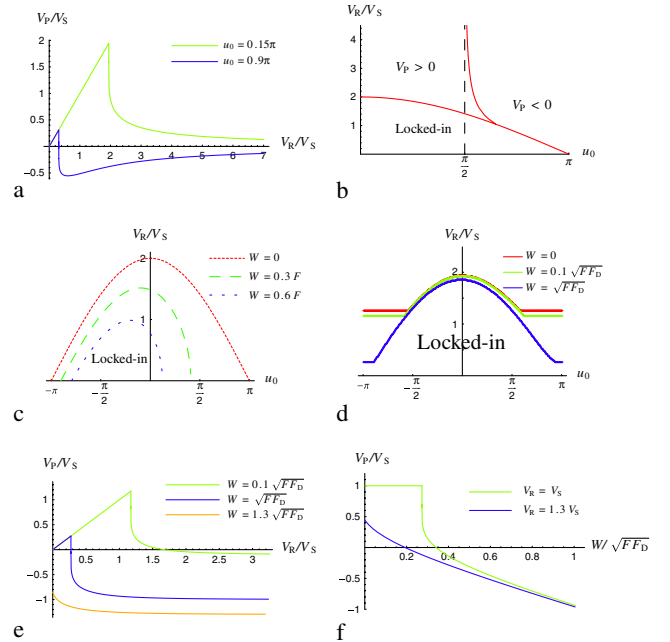 V_P/V_S
2
1.5
1
0.5
−0.5
1 2 3 4 5 6 7
V_R/V_S
u_0 = 0.15π
u_0 = 0.9π
a
V_R/V_S
4
3
2
1
V_P > 0
V_P < 0
Locked-in
π/2
π
u_0
b
V_R/V_S
2
1
W = 0
W = 0.3 F
W = 0.6 F
Locked-in
−π
−π/2
π/2
π
u_0
c
V_R/V_S
2
1
W = 0
W = 0.1 √FF_D
W = √FF_D
Locked-in
−π
−π/2
π/2
π
u_0
d
V_P/V_S
1
0.5
−0.5
−1
W = 0.1 √FF_D
W = √FF_D
W = 1.3 √FF_D
0.5 1.5 2 2.5 3
V_R/V_S
e
V_P/V_S
1
0.5
−0.5
−1
V_R = V_S
V_R = 1.3 V_S
0.2 0.4 0.6 0.8 1
W/ √FF_D
f